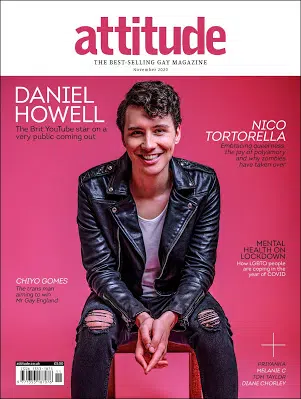 attitude
THE BEST-SELLING GAY MAGAZINE
November 2020
DANIEL
HOWELL
The Brit YouTube star on a
very public coming out
NICO
TORTORELLA
Embracing queerness,
the joy of polyamory
and why zombies
have taken over
MENTAL
HEALTH ON
LOCKDOWN
How LGBTQ people
are coping in the
year of COVID
CHIYO GOMES
The trans man
aiming to win
Mr Gay England
attitude.co.uk
PRIYANKA
MELANIE C
TOM TAYLOR
DIANE CHORLEY